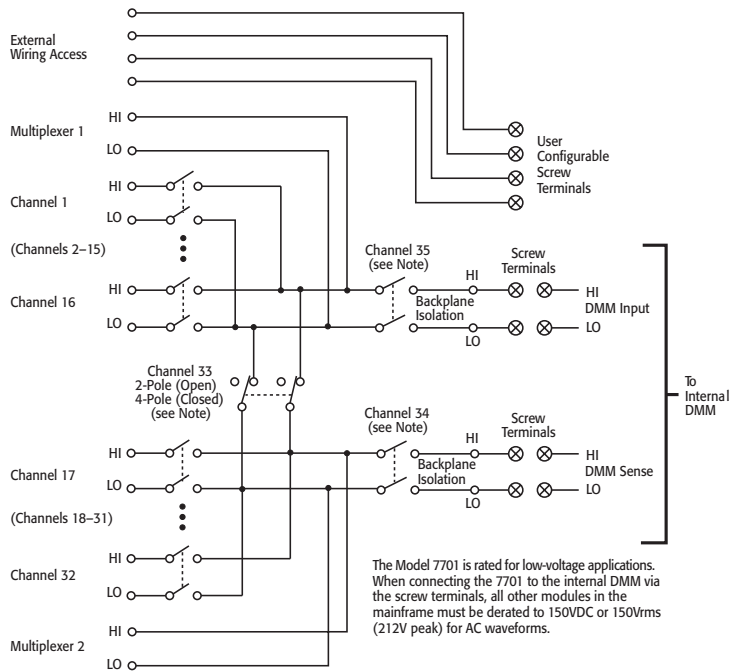 External
Wiring Access
Multiplexer 1
HI
LO
User
Configurable
Screw
Terminals
Channel 1
HI
LO
(Channels 2–15)
Channel 16
HI
LO
Channel 35
(see Note)
Backplane
Isolation
HI
LO
Screw
Terminals
HI
DMM Input
LO
Channel 33
2-Pole (Open)
4-Pole (Closed)
(see Note)
To
Internal
DMM
Channel 17
HI
LO
Channel 34
(see Note)
Backplane
Isolation
HI
LO
Screw
Terminals
HI
DMM Sense
LO
(Channels 18–31)
Channel 32
HI
LO
Multiplexer 2
HI
LO
The Model 7701 is rated for low-voltage applications.
When connecting the 7701 to the internal DMM via
the screw terminals, all other modules in the
mainframe must be derated to 150VDC or 150Vrms
(212V peak) for AC waveforms.